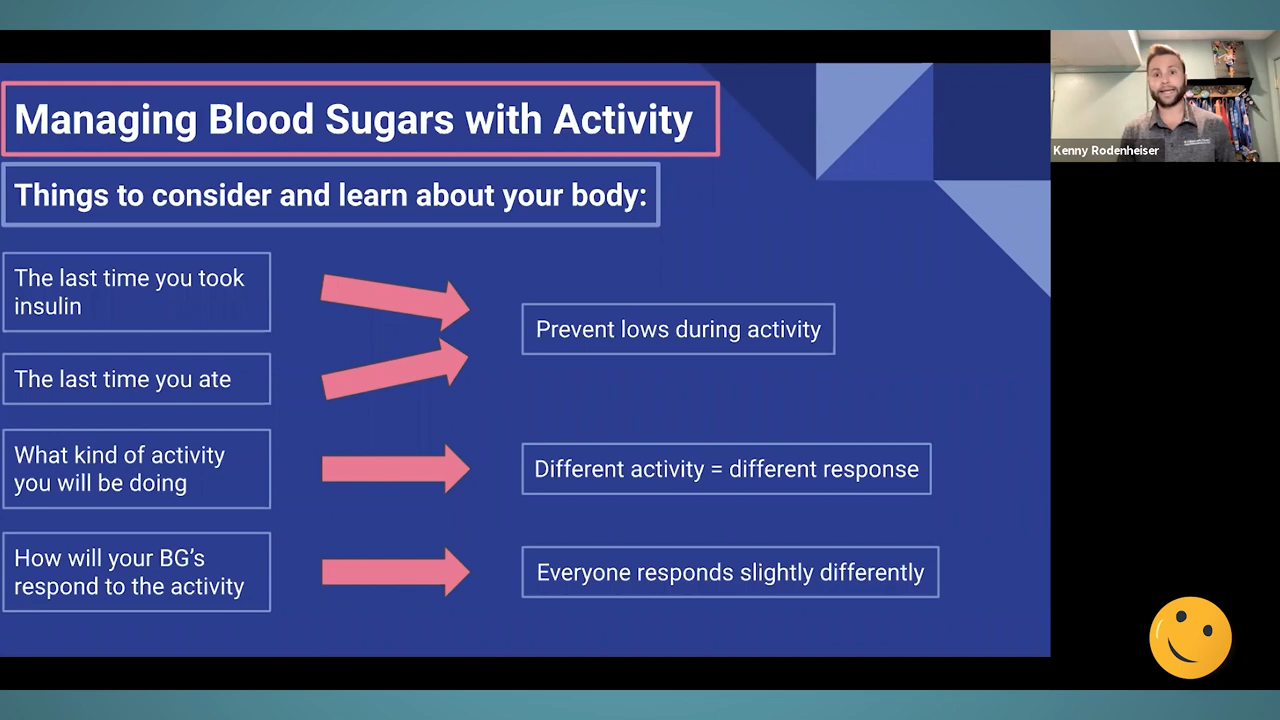 Managing Blood Sugars with Activity
Things to consider and learn about your body:
The last time you took
insulin
The last time you ate
Prevent lows during activity
What kind of activity
you will be doing
Different activity = different response
How will your BG’s
respond to the activity
Everyone responds slightly differently
Kenny Rodenheiser